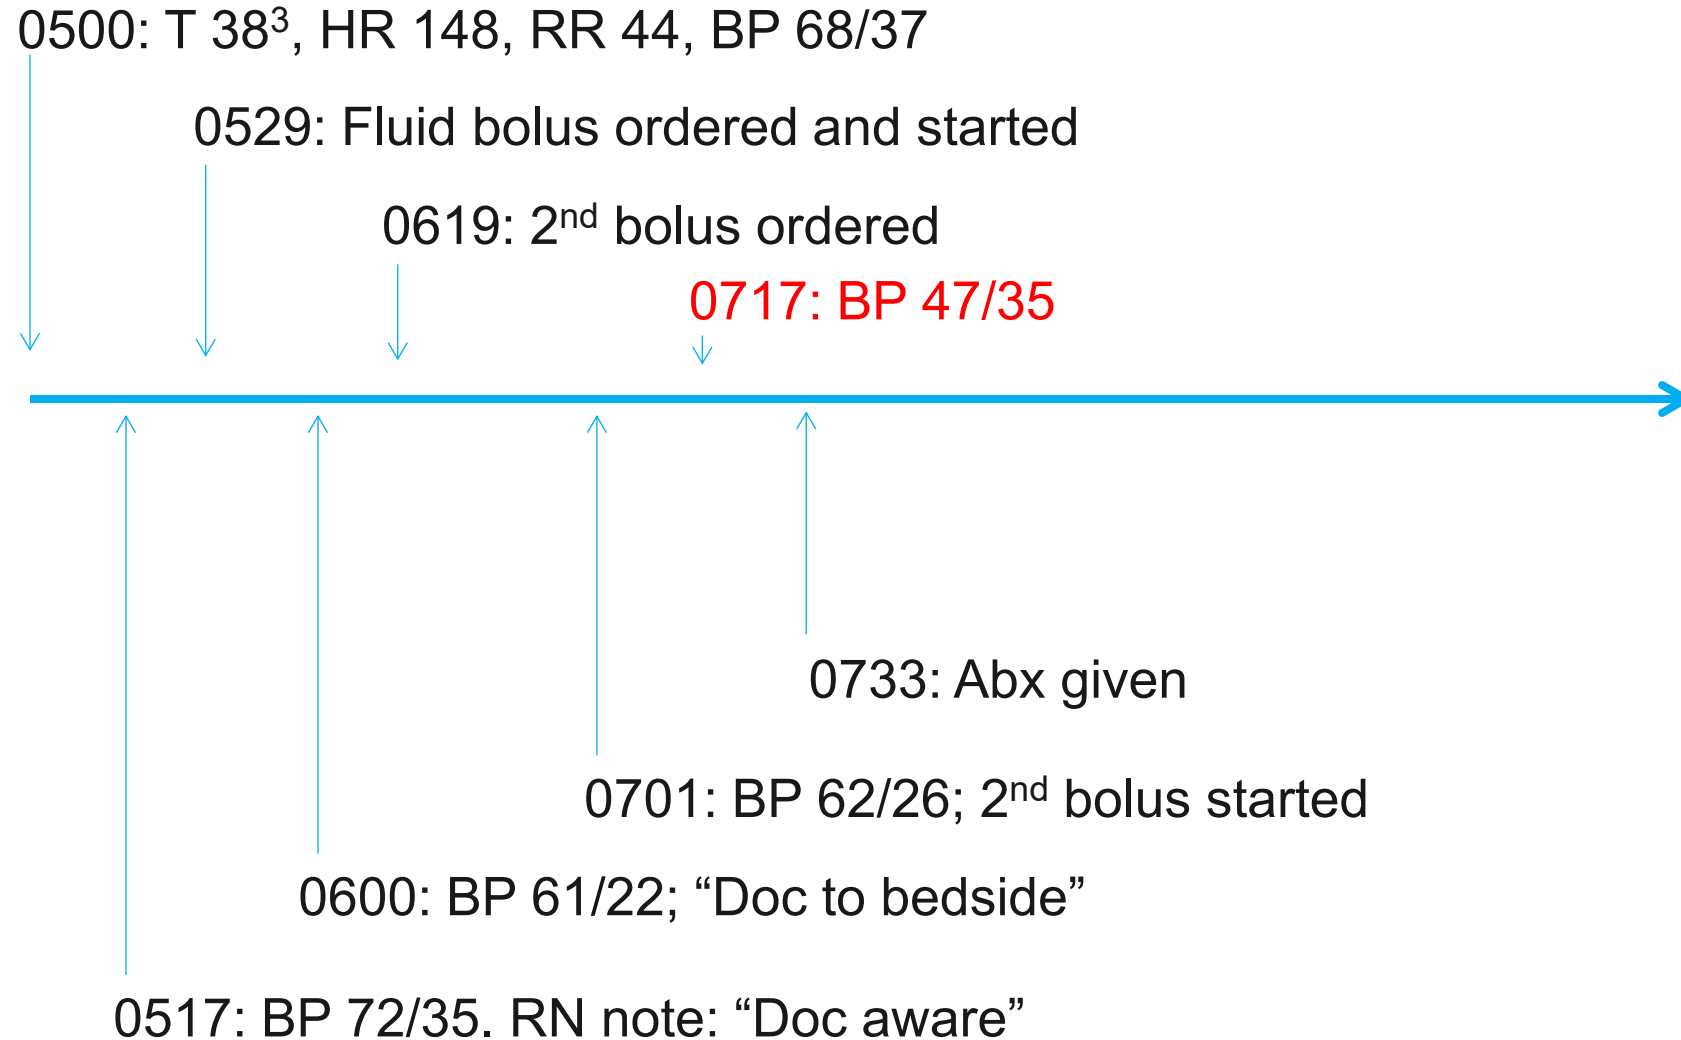 0500: T 38³, HR 148, RR 44, BP 68/37
0529: Fluid bolus ordered and started
0619: 2nd bolus ordered
0717: BP 47/35
0733: Abx given
0701: BP 62/26; 2nd bolus started
0600: BP 61/22; “Doc to bedside”
0517: BP 72/35. RN note: “Doc aware”